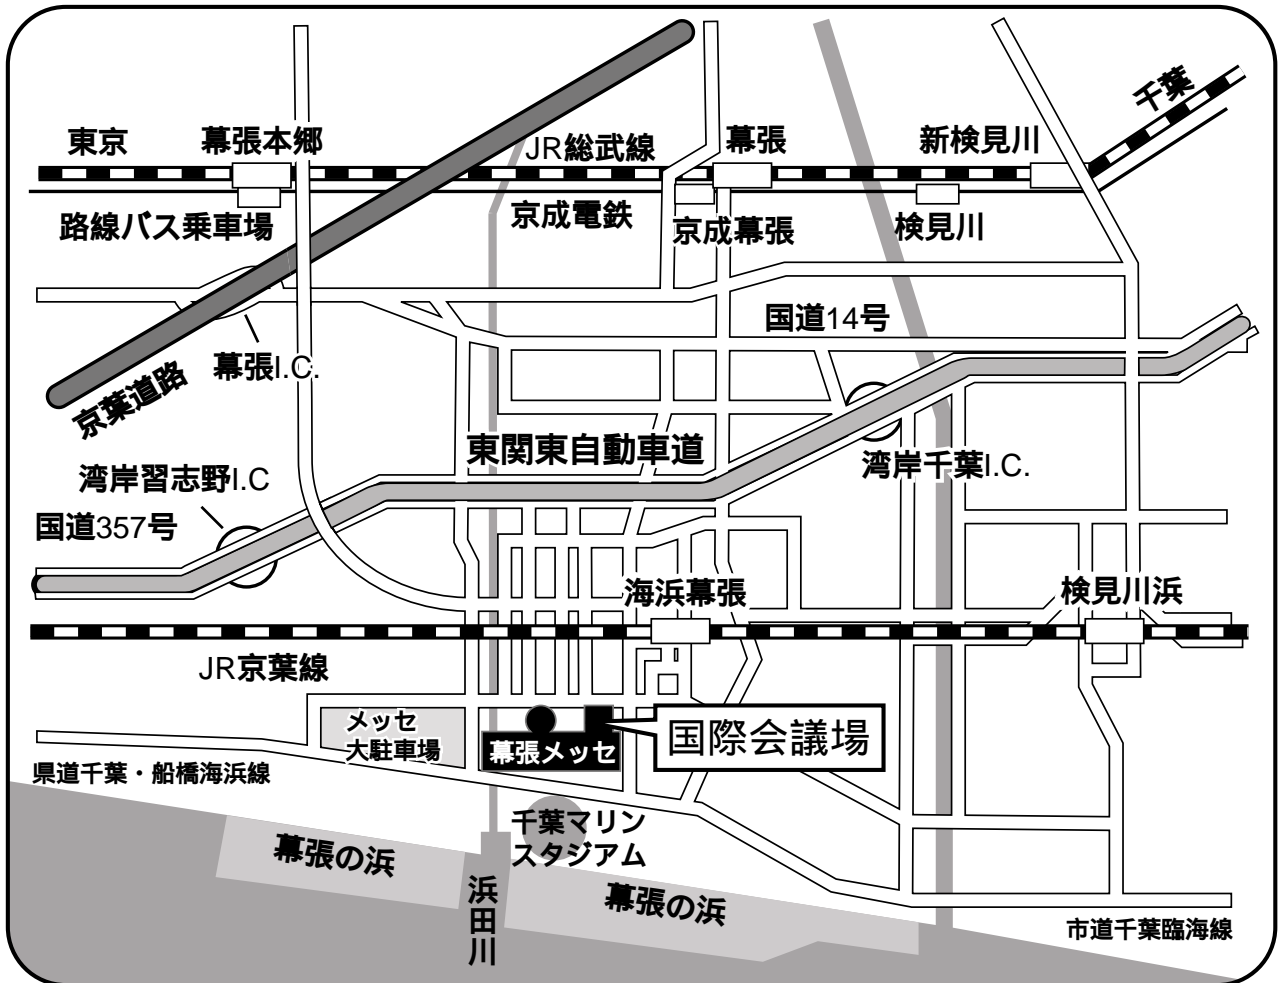 千葉
東京
幕張本郷
JR総武線
幕張
新検見川
路線バス乗車場
京成電鉄
京成幕張
検見川
国道14号
幕張I.C.
京葉道路
東関東自動車道
湾岸千葉I.C.
湾岸習志野I.C
国道357号
海浜幕張
検見川浜
JR京葉線
メッセ
大駐車場
幕張メッセ
国際会議場
県道千葉・船橋海浜線
千葉マリン
スタジアム
幕張の浜
浜田川
幕張の浜
市道千葉臨海線